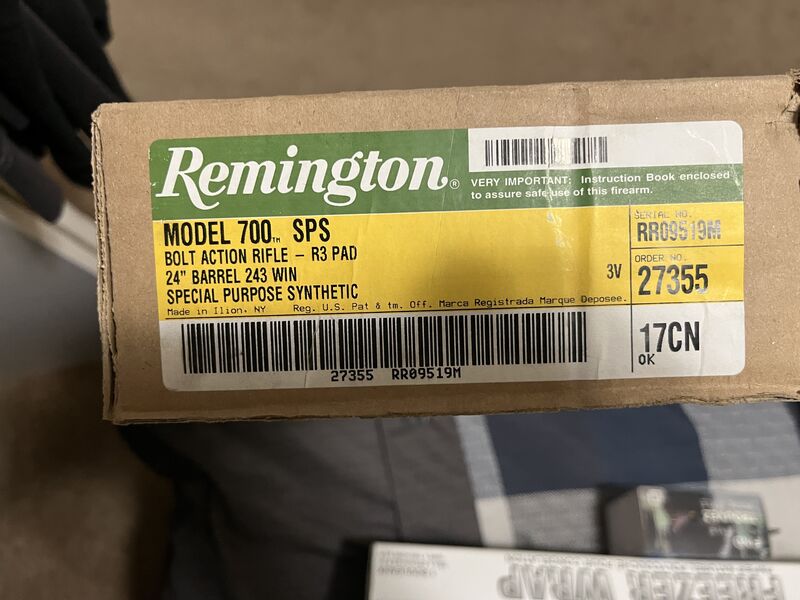 Remington®
VERY IMPORTANT: Instruction Book enclosed
to assure safe use of this firearm.
MODEL 700™ SPS
BOLT ACTION RIFLE – R3 PAD
24" BARREL 243 WIN
SPECIAL PURPOSE SYNTHETIC
3V
Made in Ilion, NY Reg. U.S. Pat & tm. Off. Marca Registrada Marque Deposee.
SERIAL NO.
RR09519M
ORDER NO.
27355
17CN
OK
27355 RR09519M
FREEZER WRAP